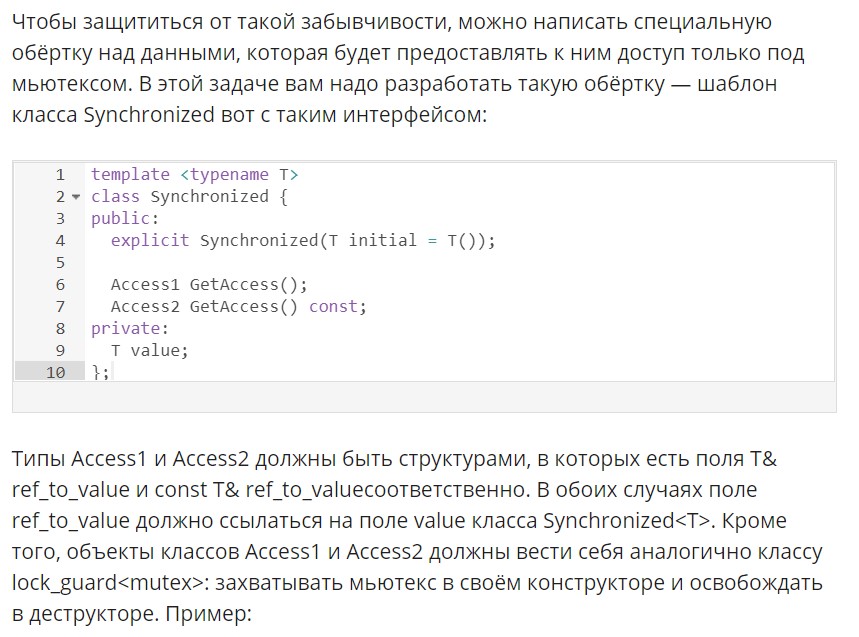 Чтобы защититься от такой забывчивости, можно написать специальную
обёртку над данными, которая будет предоставлять к ним доступ только под
мьютексом. В этой задаче вам надо разработать такую обёртку — шаблон
класса Synchronized вот с таким интерфейсом:
1 template <typename T>
2 class Synchronized {
3 public:
4 explicit Synchronized(T initial = T());
5
6 Access1 GetAccess();
7 Access2 GetAccess() const;
8 private:
9 T value;
10 };
Типы Access1 и Access2 должны быть структурами, в которых есть поля T&
ref_to_value и const T& ref_to_valueсоответственно. В обоих случаях поле
ref_to_value должно ссылаться на поле value класса Synchronized<T>. Кроме
того, объекты классов Access1 и Access2 должны вести себя аналогично классу
lock_guard<mutex>: захватывать мьютекс в своём конструкторе и освобождать
в деструкторе. Пример: